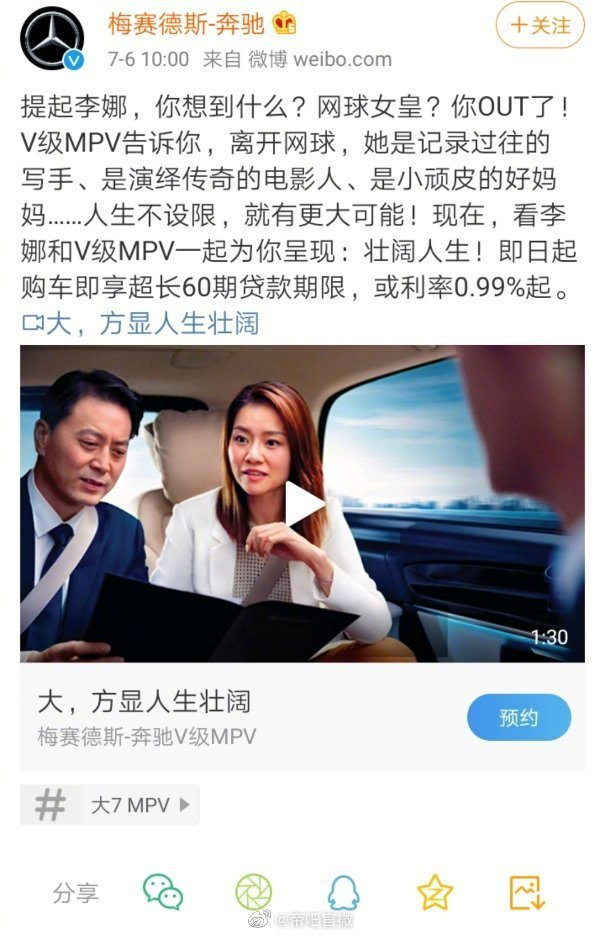 梅赛德斯-奔驰
+关注
7-6 10:00 来自 微博 weibo.com
提起李娜，你想到什么？网球女皇？你OUT了！
V级MPV告诉你，离开网球，她是记录过往的
写手、是演绎传奇的电影人、是小顽皮的好妈
妈……人生不设限，就有更大可能！现在，看李
娜和V级MPV一起为你呈现：壮阔人生！即日起
购车即享超长60期贷款期限，或利率0.99%起。
大，方显人生壮阔
1:30
大，方显人生壮阔
梅赛德斯-奔驰V级MPV
预约
# 大7 MPV
分享
@帝吧官微